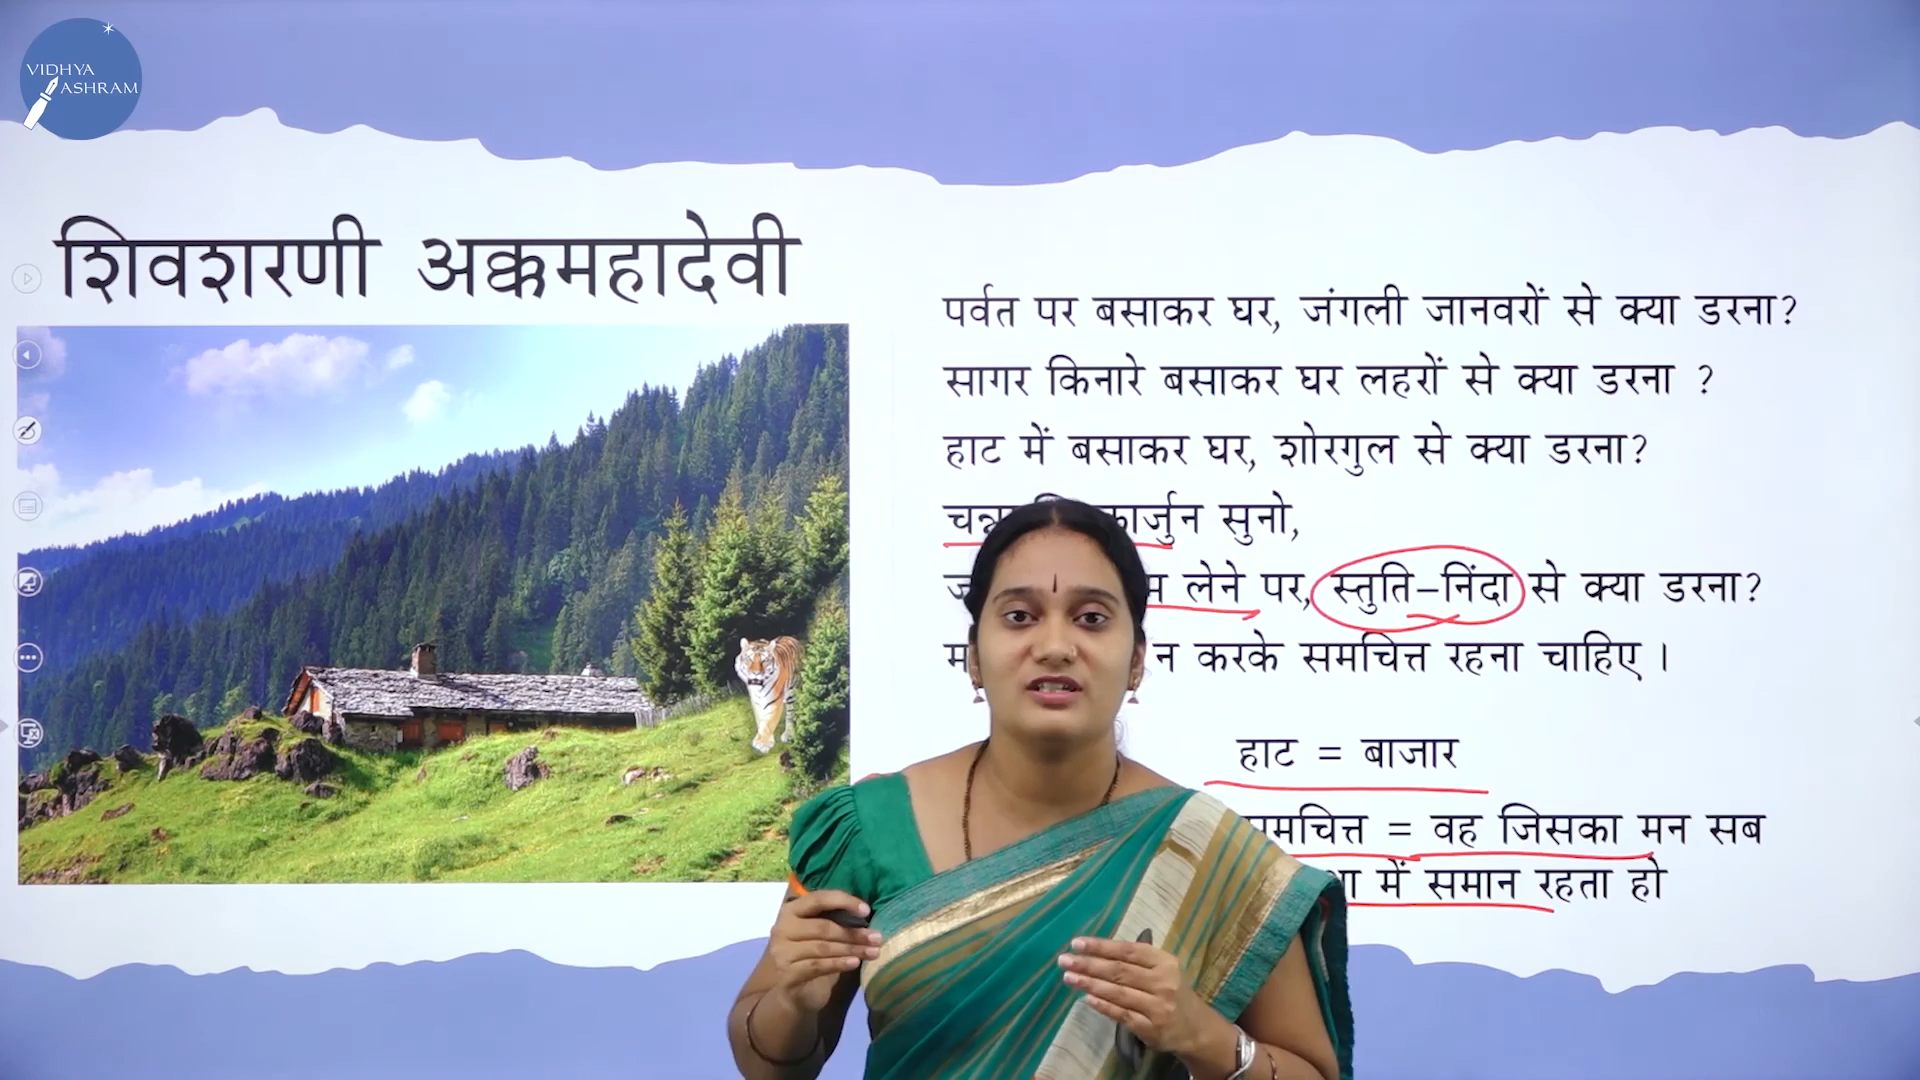 VIDHYA
ASHRAM
शिवशरणी अक्कमहादेवी
पर्वत पर बसाकर घर, जंगली जानवरों से क्या डरना?
सागर किनारे बसाकर घर लहरों से क्या डरना ?
हाट में बसाकर घर, शोरगुल से क्या डरना?
सुनो,
लेने पर, स्तुति–निंदा से क्या डरना?
न करके समचित्त रहना चाहिए ।
हाट = बाजार
समचित्त = वह जिसका मन सब
में समान रहता हो